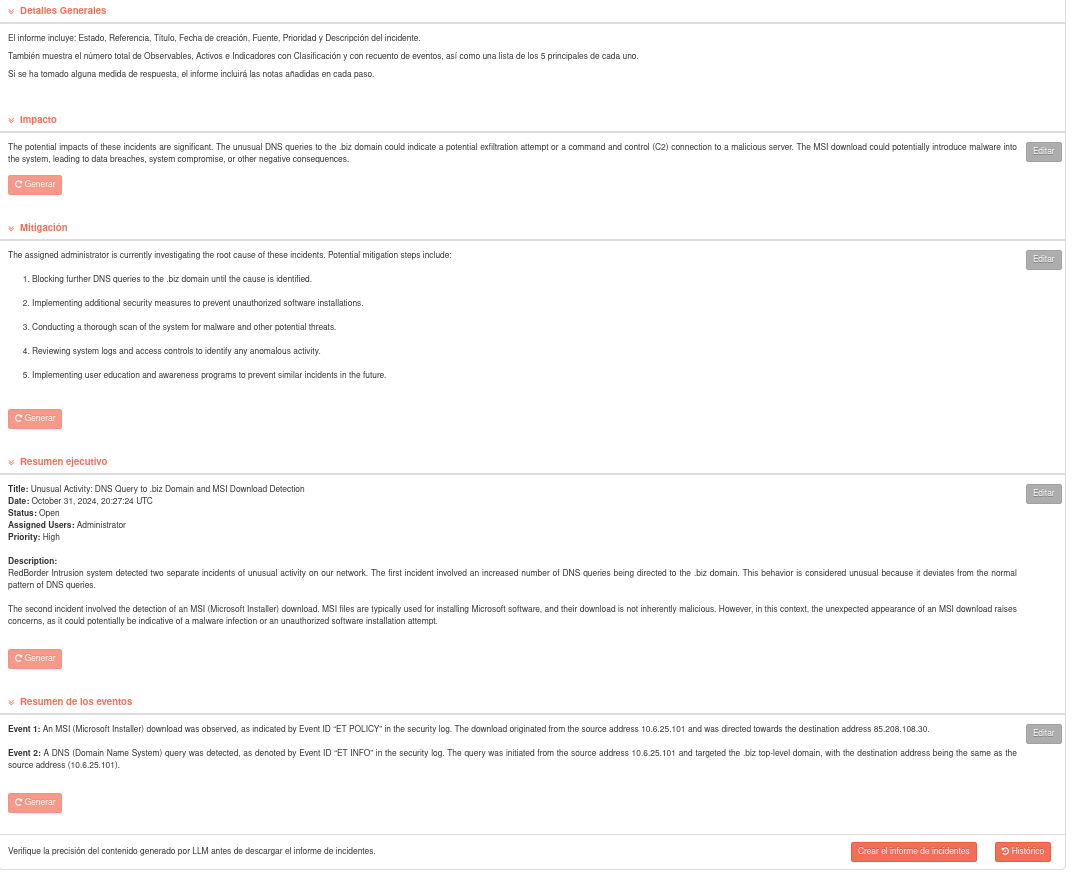 Detalles Generales
El informe incluye: Estado, Referencia, Título, Fecha de creación, Fuente, Prioridad y Descripción del incidente.
También muestra el número total de Observables, Activos e Indicadores con Clasificación y con recuento de eventos, así como una lista de los 5 principales de cada uno.
Si se ha tomado alguna medida de respuesta, el informe incluirá las notas añadidas en cada paso.
Impacto
The potential impacts of these incidents are significant. The unusual DNS queries to the .biz domain could indicate a potential exfiltration attempt or a command and control (C2) connection to a malicious server. The MSI download could potentially introduce malware into
the system, leading to data breaches, system compromise, or other negative consequences.
Editar
Generar
Mitigación
The assigned administrator is currently investigating the root cause of these incidents. Potential mitigation steps include:
Editar
1. Blocking further DNS queries to the .biz domain until the cause is identified.
2. Implementing additional security measures to prevent unauthorized software installations.
3. Conducting a thorough scan of the system for malware and other potential threats.
4. Reviewing system logs and access controls to identify any anomalous activity.
5. Implementing user education and awareness programs to prevent similar incidents in the future.
Generar
Resumen ejecutivo
Title: Unusual Activity: DNS Query to .biz Domain and MSI Download Detection
Editar
Date: October 31, 2024, 20:27:24 UTC
Status: Open
Assigned Users: Administrator
Priority: High
Description:
RedBorder Intrusion system detected two separate incidents of unusual activity on our network. The first incident involved an increased number of DNS queries being directed to the .biz domain. This behavior is considered unusual because it deviates from the normal
pattern of DNS queries.
The second incident involved the detection of an MSI (Microsoft Installer) download. MSI files are typically used for installing Microsoft software, and their download is not inherently malicious. However, in this context, the unexpected appearance of an MSI download raises
concerns, as it could potentially be indicative of a malware infection or an unauthorized software installation attempt.
Generar
Resumen de los eventos
Event 1: An MSI (Microsoft Installer) download was observed, as indicated by Event ID “ET POLICY” in the security log. The download originated from the source address 10.6.25.101 and was directed towards the destination address 85.208.108.30.
Editar
Event 2: A DNS (Domain Name System) query was detected, as denoted by Event ID “ET INFO” in the security log. The query was initiated from the source address 10.6.25.101 and targeted the .biz top-level domain, with the destination address being the same as the
source address (10.6.25.101).
Generar
Verifique la precisión del contenido generado por LLM antes de descargar el informe de incidentes.
Crear el informe de incidentes
Histórico